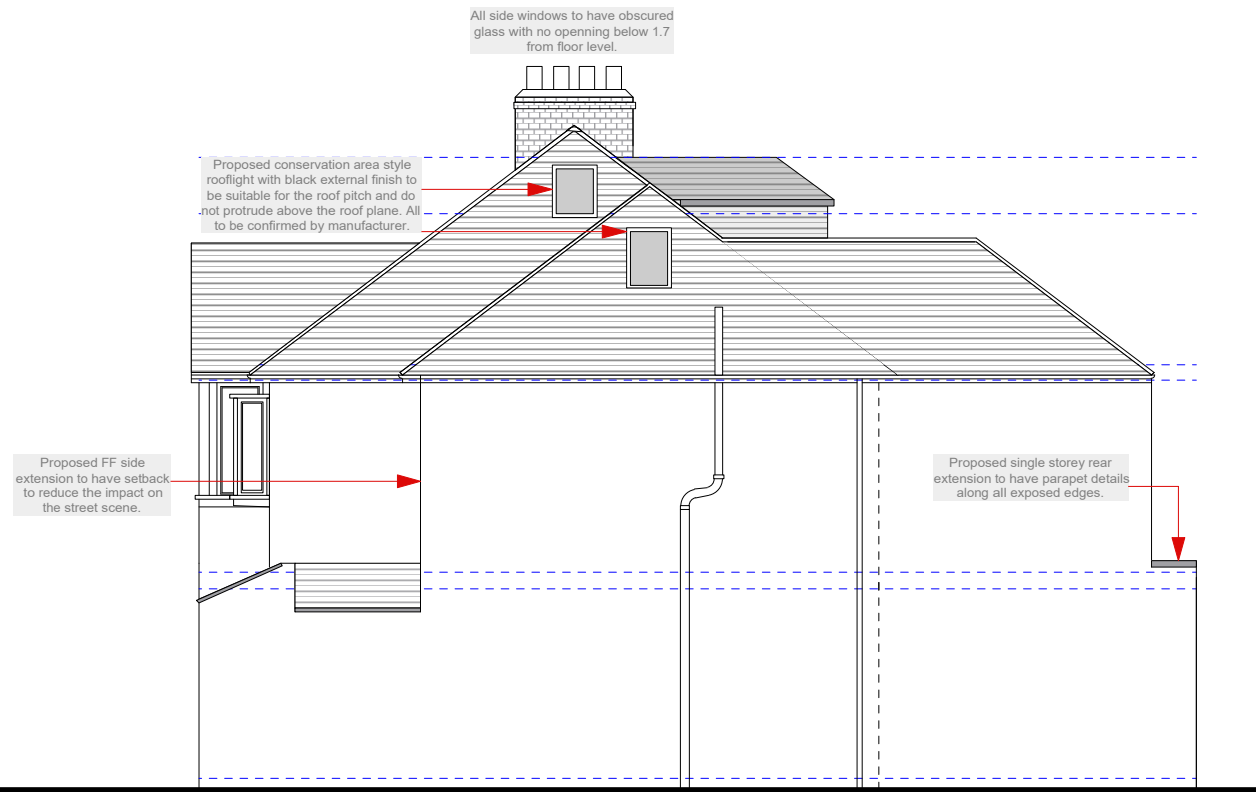 All side windows to have obscured
glass with no openning below 1.7
from floor level.
Proposed conservation area style
rooflight with black external finish to
be suitable for the roof pitch and do
not protrude above the roof plane. All
to be confirmed by manufacturer.
Proposed FF side
extension to have setback
to reduce the impact on
the street scene.
Proposed single storey rear
extension to have parapet details
along all exposed edges.